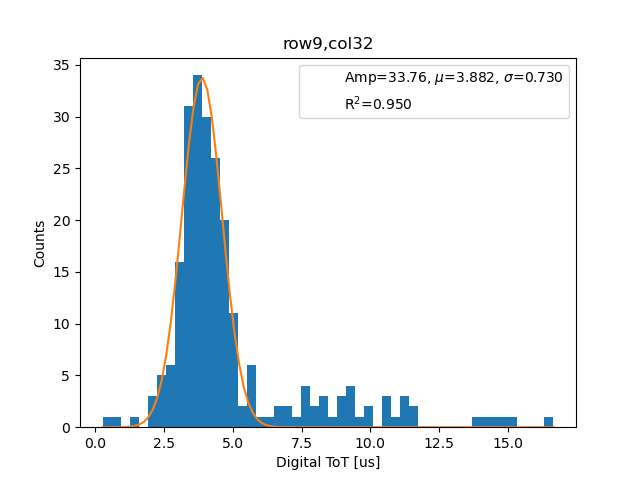 row9,col32
Amp=33.76, μ=3.882, σ=0.730
R²=0.950
35
30
25
20
15
10
5
0
Counts
0.0 2.5 5.0 7.5 10.0 12.5 15.0
Digital ToT [us]